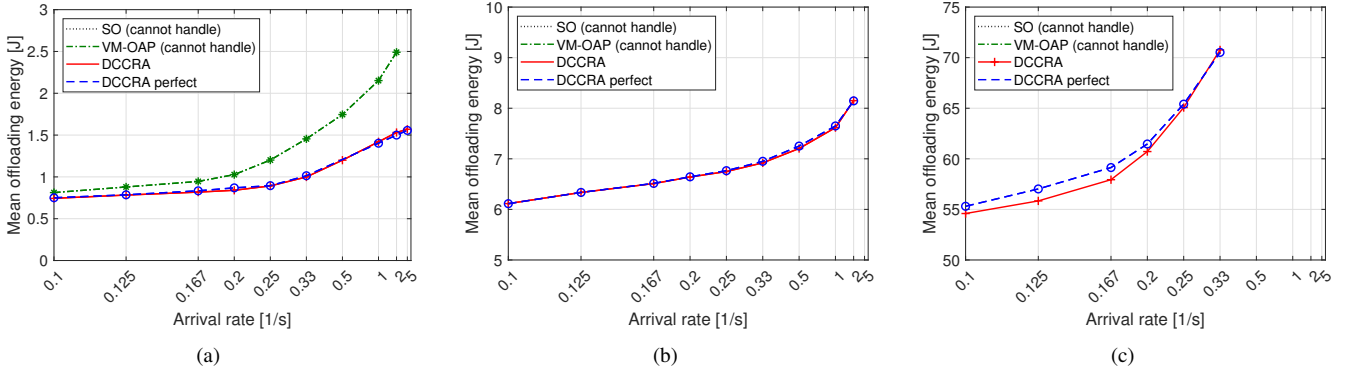 3
2.5
2
1.5
1
0.5
0
Mean offloading energy [J]
SO (cannot handle)
VM-OAP (cannot handle)
DCCRA
DCCRA perfect
0.1
0.125
0.167
0.2
0.25
0.33
0.5
1
2
5
Arrival rate [1/s]
(a)
10
9
8
7
6
5
Mean offloading energy [J]
SO (cannot handle)
VM-OAP (cannot handle)
DCCRA
DCCRA perfect
0.1
0.125
0.167
0.2
0.25
0.33
0.5
1
2
5
Arrival rate [1/s]
(b)
75
70
65
60
55
50
Mean offloading energy [J]
SO (cannot handle)
VM-OAP (cannot handle)
DCCRA
DCCRA perfect
0.1
0.125
0.167
0.2
0.25
0.33
0.5
1
2
5
Arrival rate [1/s]
(c)